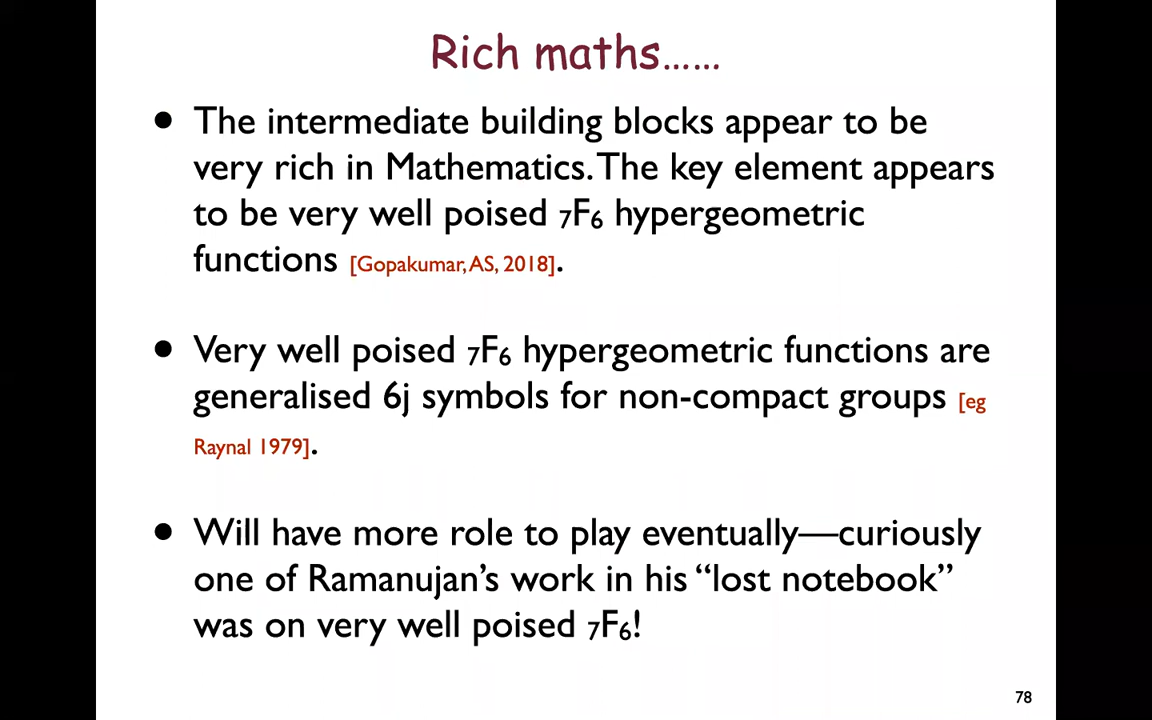 Rich maths......
• The intermediate building blocks appear to be
very rich in Mathematics. The key element appears
to be very well poised ₇F₆ hypergeometric
functions [Gopakumar, AS, 2018].
• Very well poised ₇F₆ hypergeometric functions are
generalised 6j symbols for non-compact groups [eg
Raynal 1979].
• Will have more role to play eventually—curiously
one of Ramanujan’s work in his “lost notebook”
was on very well poised ₇F₆!
78